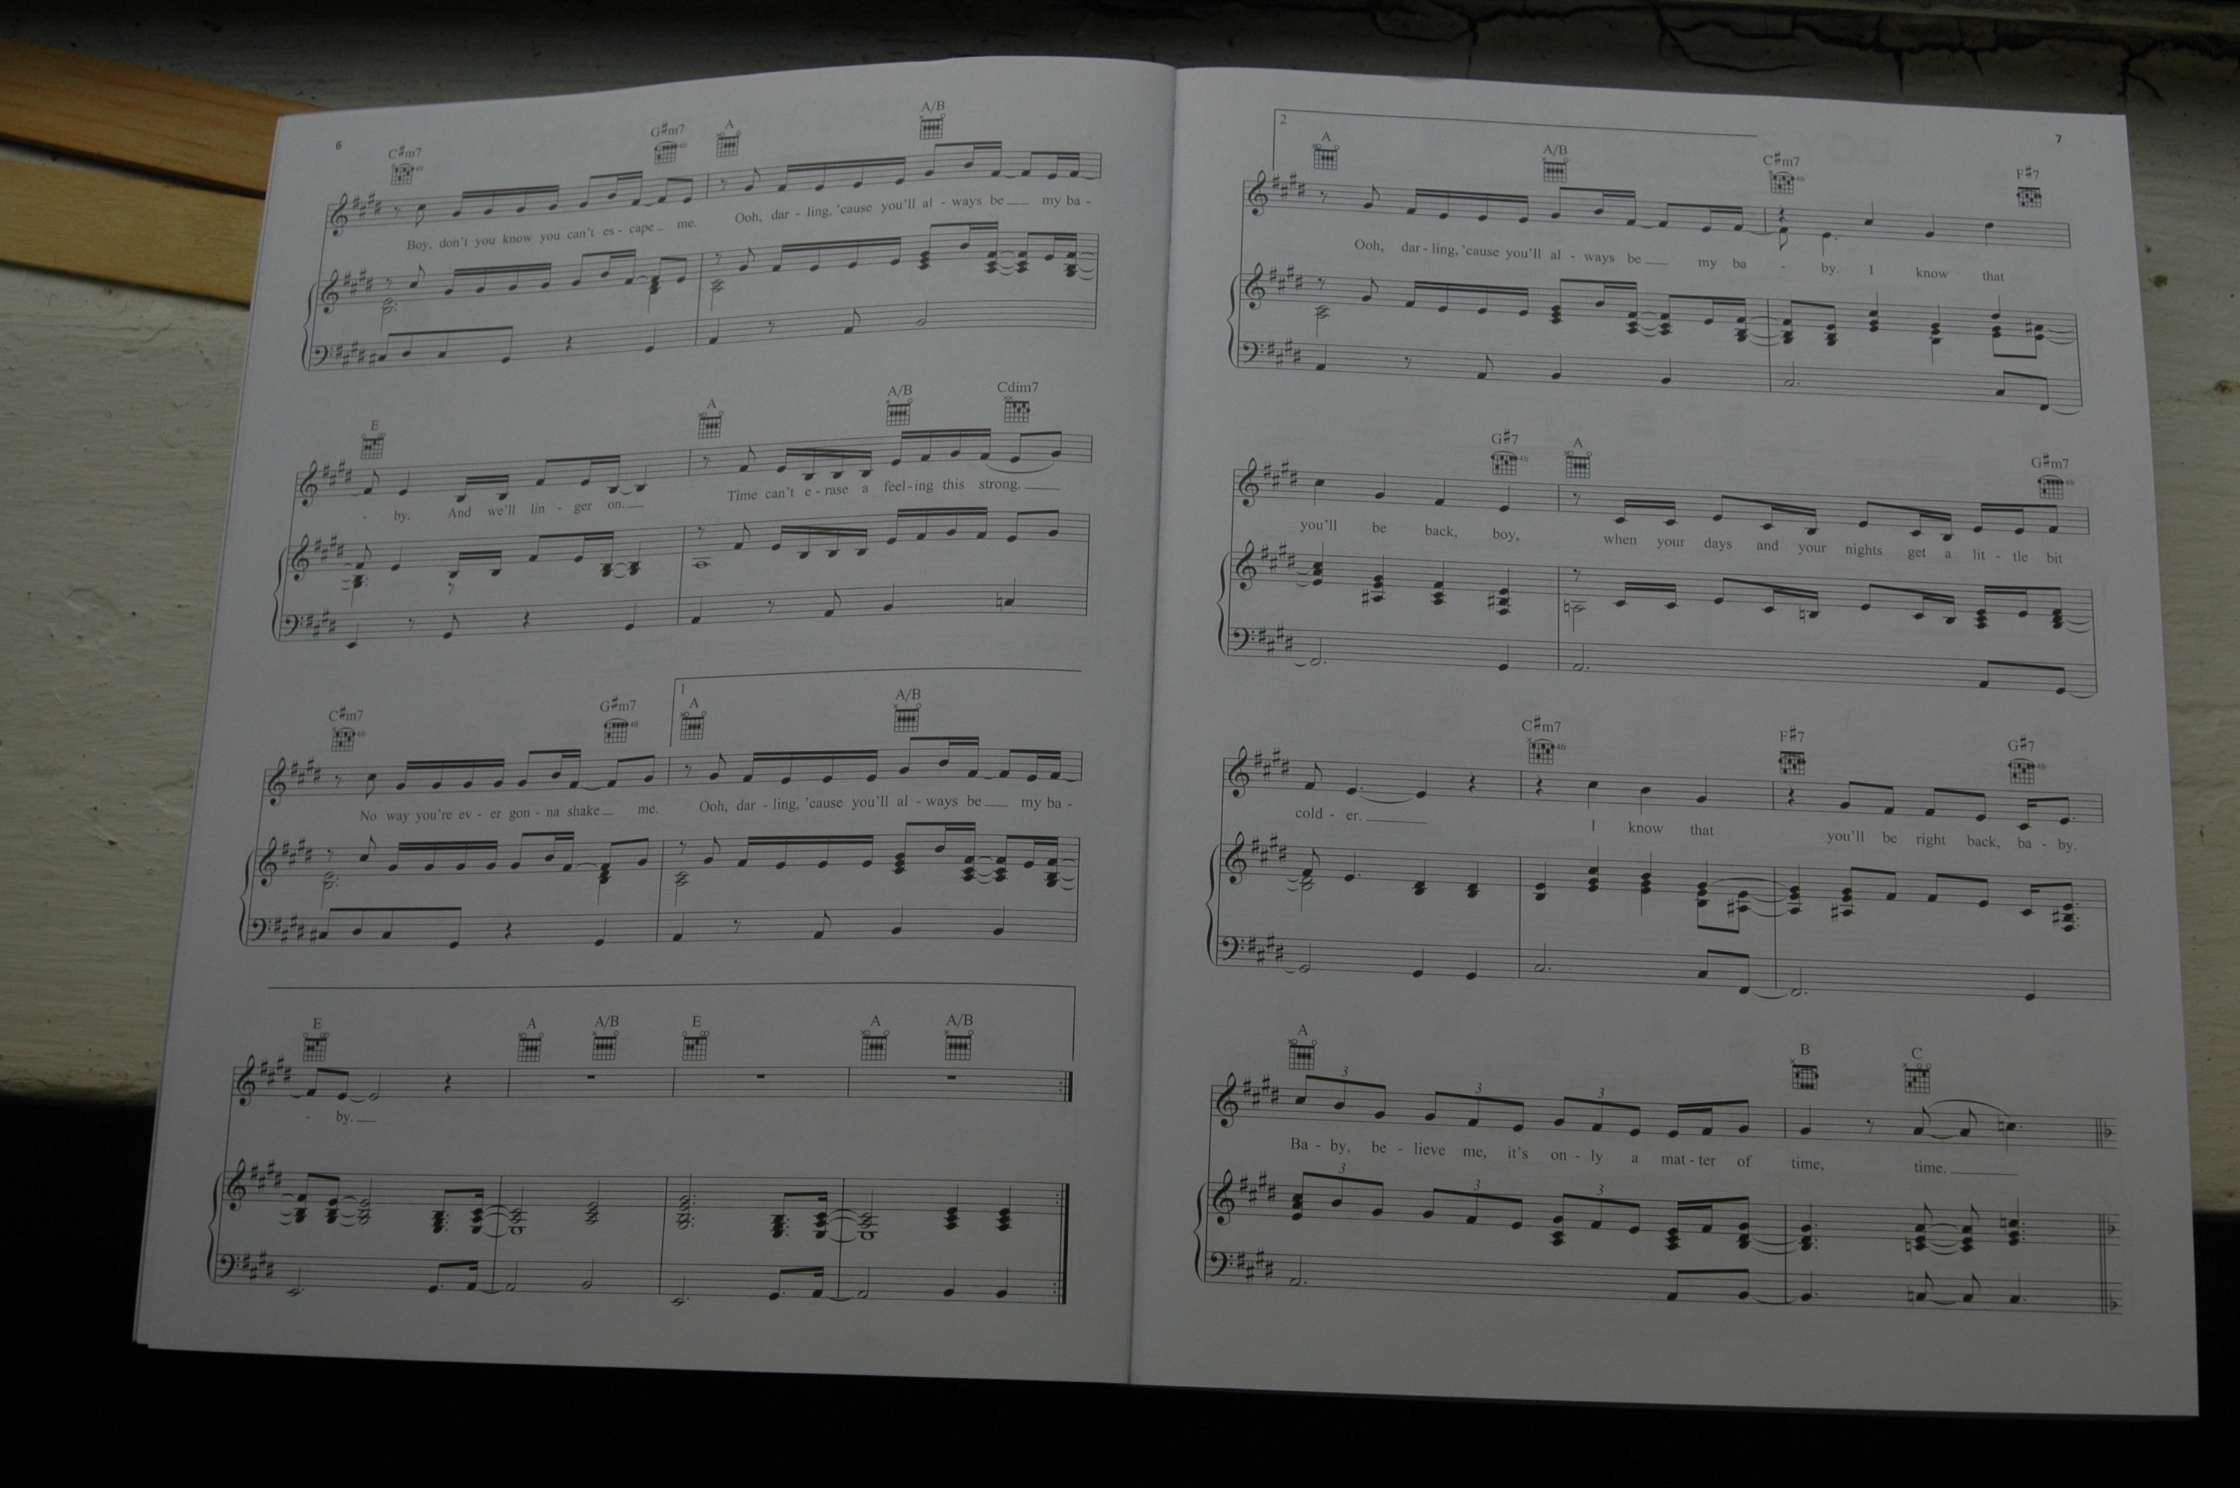 6
C#m7 G#m7 A A/B
Boy, don't you know you can't es - cape me. Ooh, dar - ling, 'cause you'll al - ways be my ba -
E A A/B Cdim7
- by. And we'll lin - ger on. Time can't e - rase a feel - ing this strong.
1
C#m7 G#m7 A A/B
No way you're ev - er gon - na shake me. Ooh, dar - ling, 'cause you'll al - ways be my ba -
E A A/B E A A/B
- by.
7
2
A A/B C#m7 F#7
Ooh, dar - ling, 'cause you'll al - ways be my ba - by. I know that
G#7 A G#m7
you'll be back, boy, when your days and your nights get a lit - tle bit
C#m7 F#7 G#7
cold - er. I know that you'll be right back, ba - by.
A B C
3 3 3
Ba - by, be - lieve me, it's on - ly a mat - ter of time, time.
3 3 3